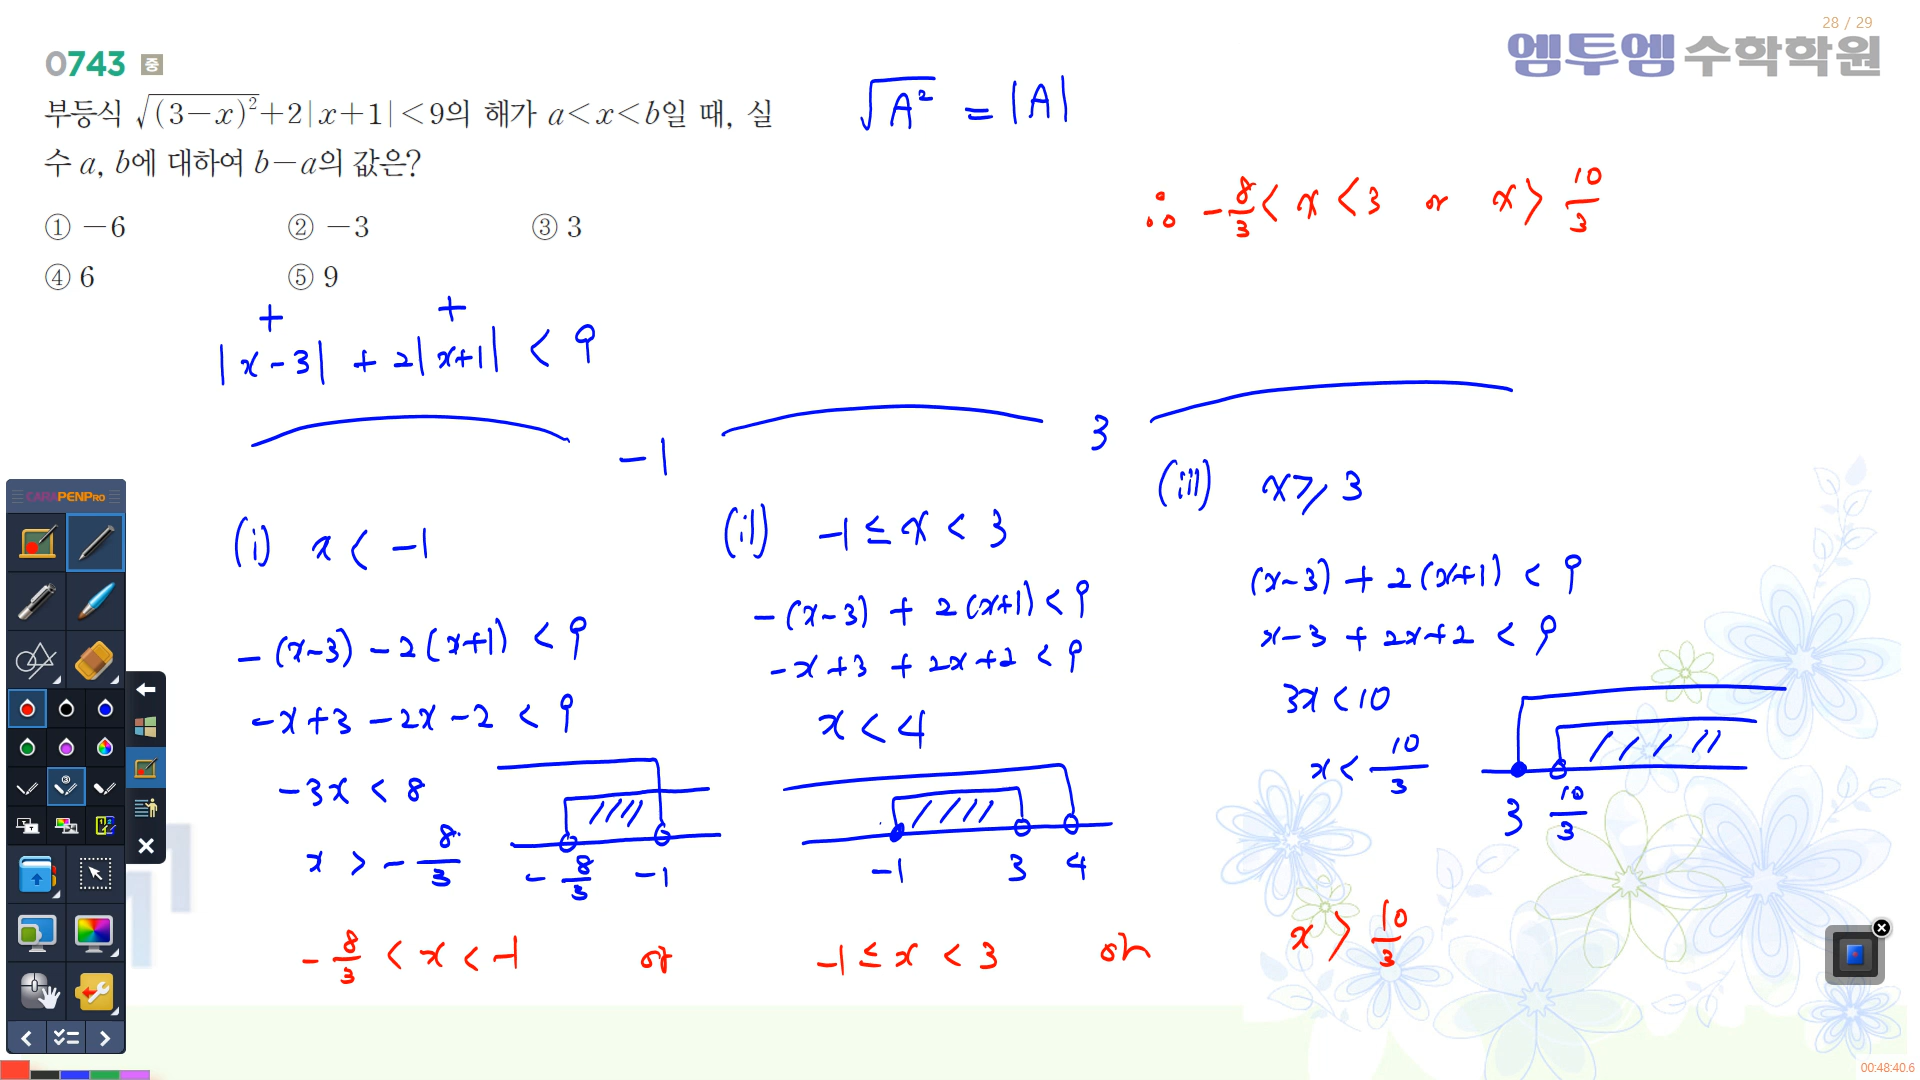 28 / 29
엠투엠 수학학원
0743 중
부등식 √(3−x)²+2|x+1|<9의 해가 a<x<b일 때, 실
수 a, b에 대하여 b−a의 값은?
① −6 ② −3 ③ 3
④ 6 ⑤ 9
√A² = |A|
∴ -8/3 < x < 3 or x > 10/3
+ +
|x-3| + 2|x+1| < 9
-1 3
(i) x < -1
-(x-3) -2(x+1) < 9
-x+3 -2x-2 < 9
-3x < 8
x > -8/3
-8/3 -1
-8/3 < x < -1 or
(ii) -1 ≤ x < 3
-(x-3) + 2(x+1) < 9
-x+3 + 2x+2 < 9
x < 4
-1 3 4
-1 ≤ x < 3 or
(iii) x ≥ 3
(x-3) + 2(x+1) < 9
x-3 + 2x+2 < 9
3x < 10
x < 10/3
3 10/3
x > 10/3
CARAPENPRO
00:48:40.6